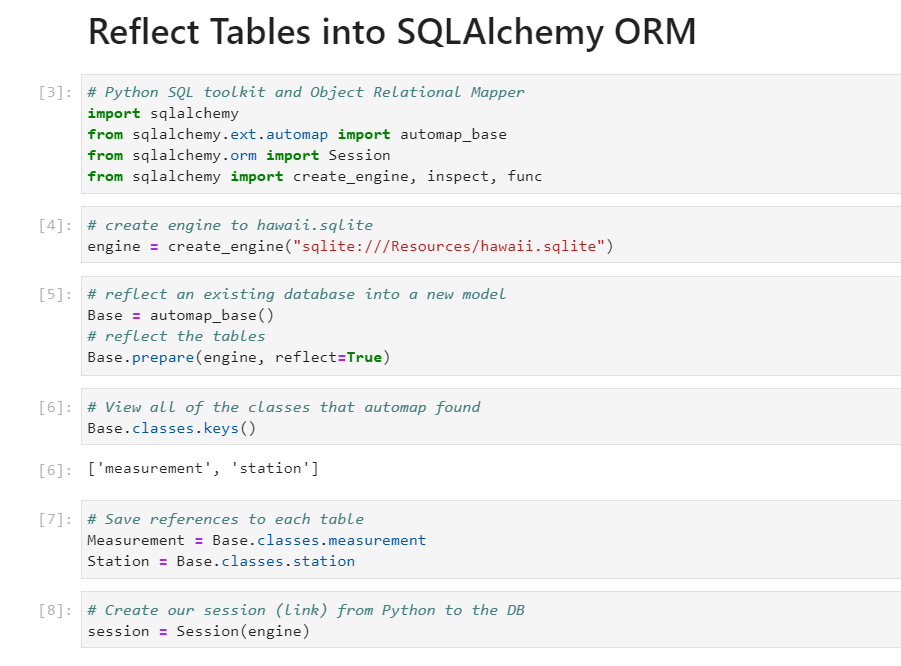 Reflect Tables into SQLAlchemy ORM
[3]: # Python SQL toolkit and Object Relational Mapper
import sqlalchemy
from sqlalchemy.ext.automap import automap_base
from sqlalchemy.orm import Session
from sqlalchemy import create_engine, inspect, func
[4]: # create engine to hawaii.sqlite
engine = create_engine("sqlite:///Resources/hawaii.sqlite")
[5]: # reflect an existing database into a new model
Base = automap_base()
# reflect the tables
Base.prepare(engine, reflect=True)
[6]: # View all of the classes that automap found
Base.classes.keys()
[6]: ['measurement', 'station']
[7]: # Save references to each table
Measurement = Base.classes.measurement
Station = Base.classes.station
[8]: # Create our session (link) from Python to the DB
session = Session(engine)